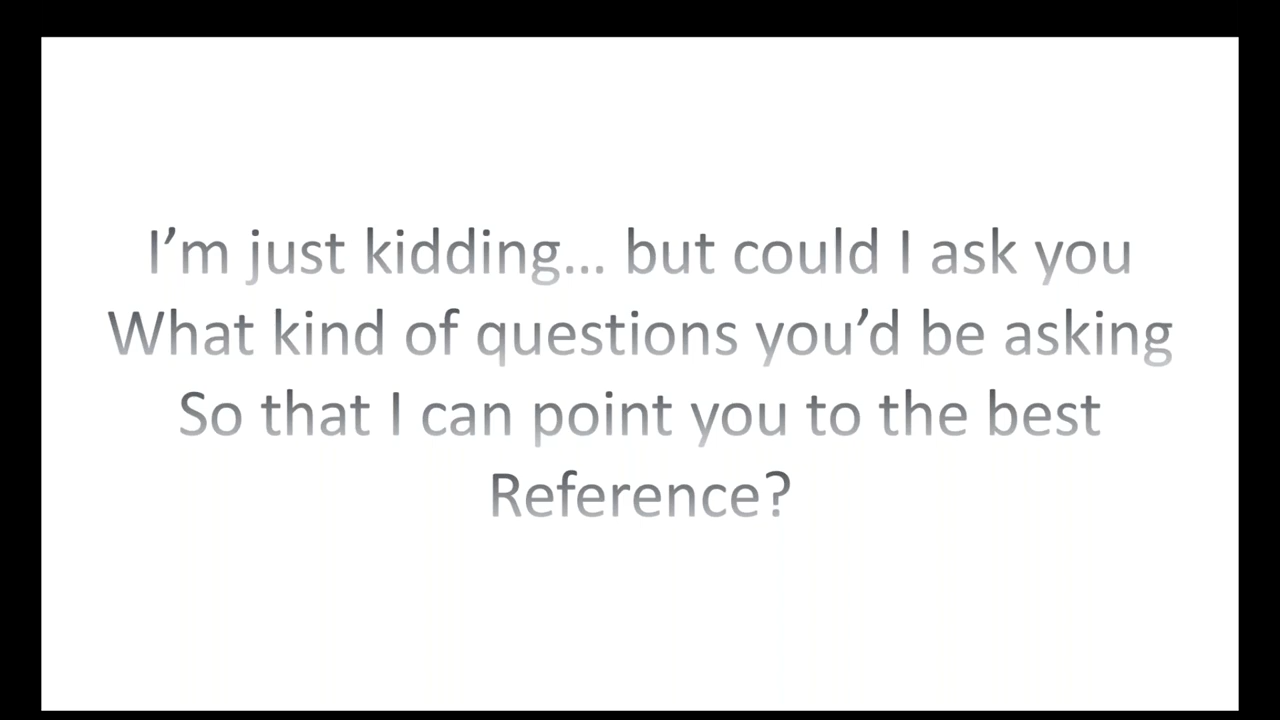 I’m just kidding… but could I ask you
What kind of questions you’d be asking
So that I can point you to the best
Reference?